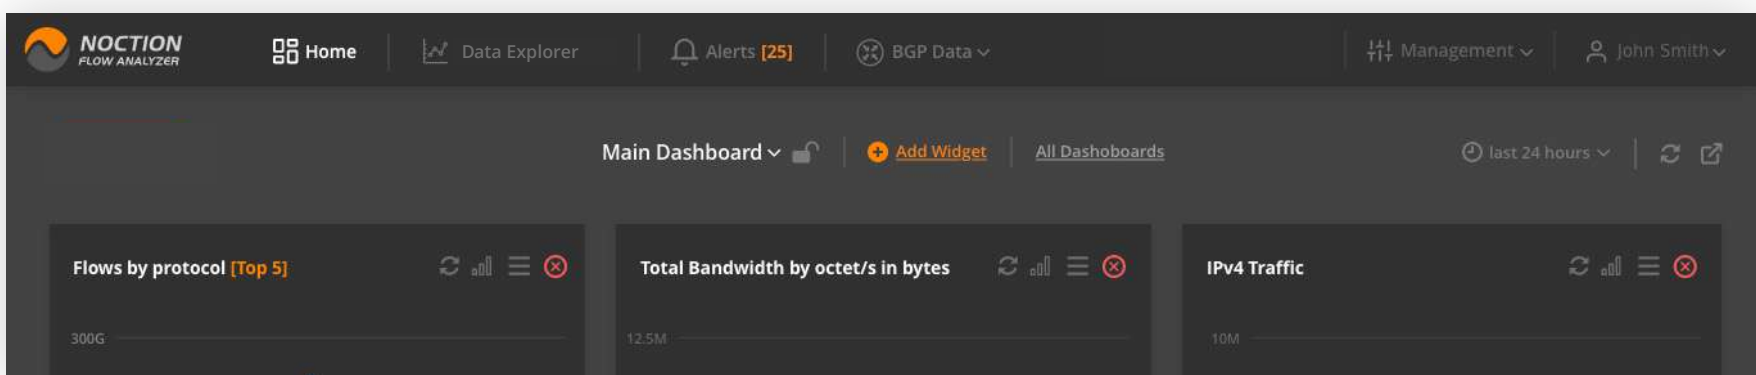 NOCTION
FLOW ANALYZER
Home
Data Explorer
Alerts [25]
BGP Data
Management
John Smith
Main Dashboard
Add Widget
All Dashoboards
last 24 hours
Flows by protocol [Top 5]
Total Bandwidth by octet/s in bytes
IPv4 Traffic
300G
12.5M
10M